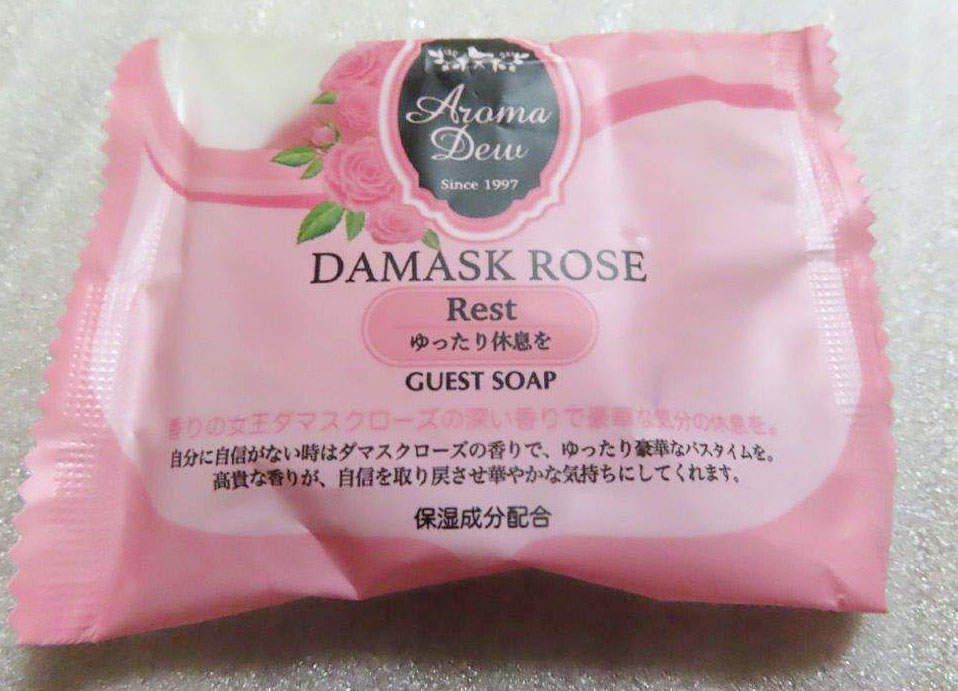 Aroma
Dew
Since 1997
DAMASK ROSE
Rest
ゆったり休息を
GUEST SOAP
香りの女王ダマスクローズの深い香りで豪華な気分の休息を。
自分に自信がない時はダマスクローズの香りで、ゆったり豪華なバスタイムを。
高貴な香りが、自信を取り戻させ華やかな気持ちにしてくれます。
保湿成分配合